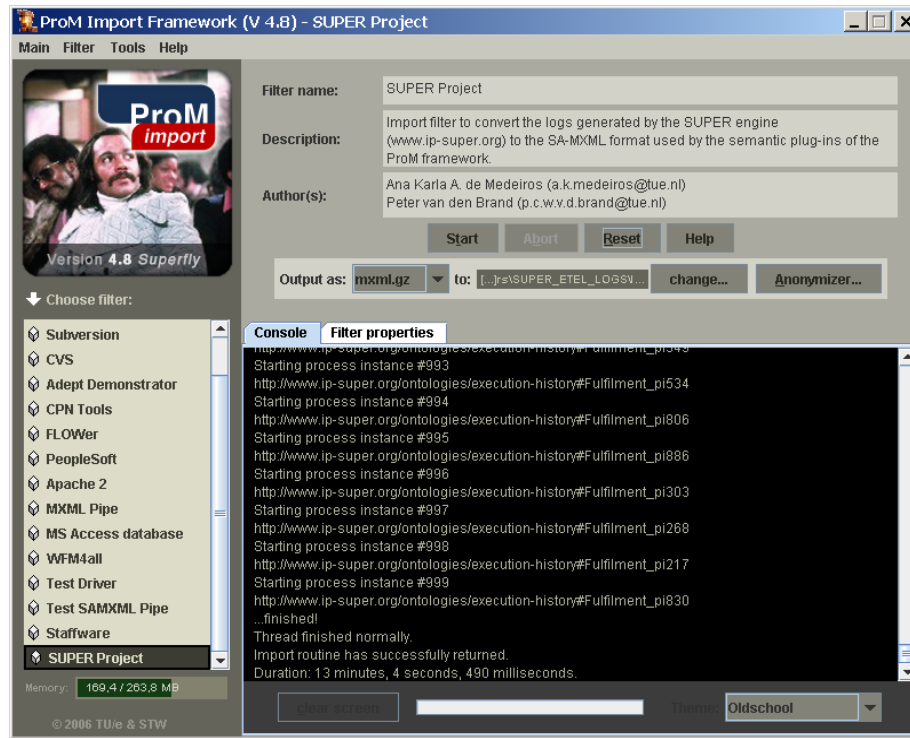 ProM Import Framework (V 4.8) - SUPER Project
Main Filter Tools Help
ProM
import
Version 4.8 Superfly
Choose filter:
Subversion
CVS
Adept Demonstrator
CPN Tools
FLOWer
PeopleSoft
Apache 2
MXML Pipe
MS Access database
WFM4all
Test Driver
Test SAMXML Pipe
Staffware
SUPER Project
Memory: 169,4 / 263,8 MB
© 2006 TU/e & STW
Filter name: SUPER Project
Description: Import filter to convert the logs generated by the SUPER engine
(www.ip-super.org) to the SA-MXML format used by the semantic plug-ins of the
ProM framework.
Author(s): Ana Karla A. de Medeiros (a.k.medeiros@tue.nl)
Peter van den Brand (p.c.w.v.d.brand@tue.nl)
Start Abort Reset Help
Output as: mxml.gz to: [...]rs\SUPER_ETEL_LOGS\... change... Anonymizer...
Console Filter properties
http://www.ip-super.org/ontologies/execution-history#Fulfilment_pi549
Starting process instance #993
http://www.ip-super.org/ontologies/execution-history#Fulfilment_pi534
Starting process instance #994
http://www.ip-super.org/ontologies/execution-history#Fulfilment_pi806
Starting process instance #995
http://www.ip-super.org/ontologies/execution-history#Fulfilment_pi886
Starting process instance #996
http://www.ip-super.org/ontologies/execution-history#Fulfilment_pi303
Starting process instance #997
http://www.ip-super.org/ontologies/execution-history#Fulfilment_pi268
Starting process instance #998
http://www.ip-super.org/ontologies/execution-history#Fulfilment_pi217
Starting process instance #999
http://www.ip-super.org/ontologies/execution-history#Fulfilment_pi830
...finished!
Thread finished normally.
Import routine has successfully returned.
Duration: 13 minutes, 4 seconds, 490 milliseconds.
clear screen Theme: Oldschool